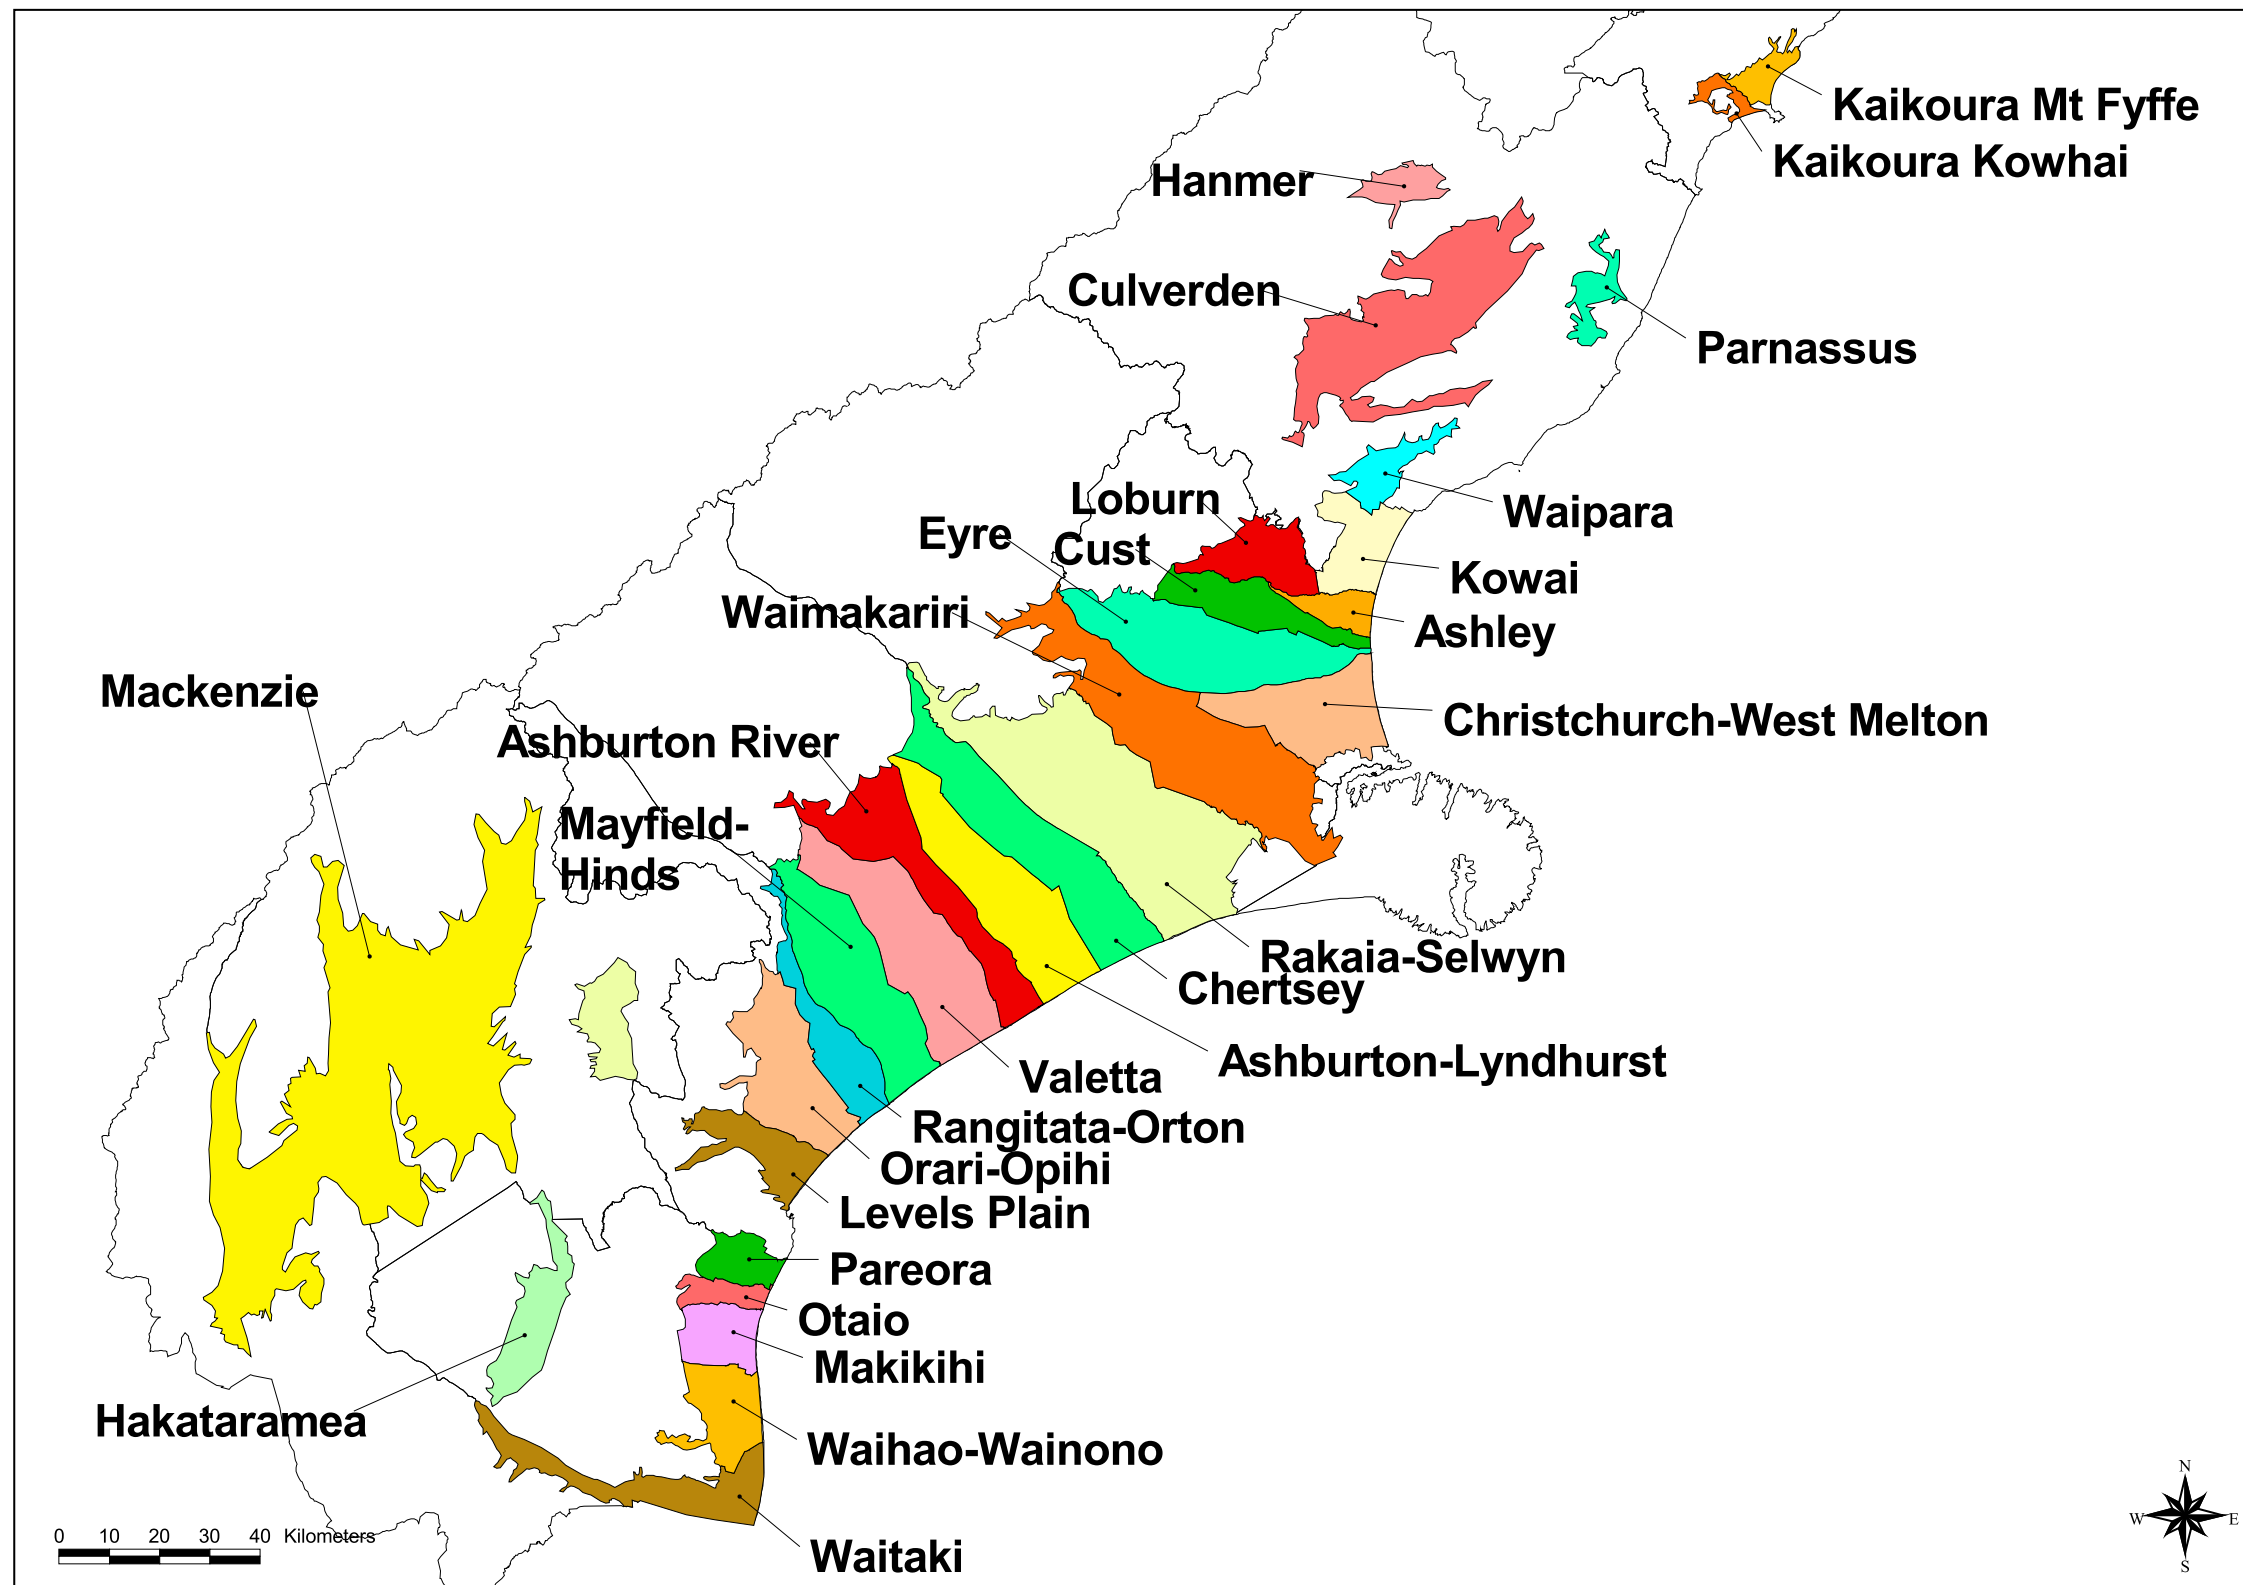 Kaikoura Mt Fyffe
Kaikoura Kowhai
Hanmer
Culverden
Parnassus
Loburn
Waipara
Eyre
Cust
Kowai
Waimakariri
Ashley
Mackenzie
Christchurch-West Melton
Ashburton River
Mayfield-
Hinds
Rakaia-Selwyn
Chertsey
Ashburton-Lyndhurst
Valetta
Rangitata-Orton
Orari-Opihi
Levels Plain
Pareora
Otaio
Makikihi
Hakataramea
Waihao-Wainono
Waitaki
0 10 20 30 40 Kilometers
N
W E
S